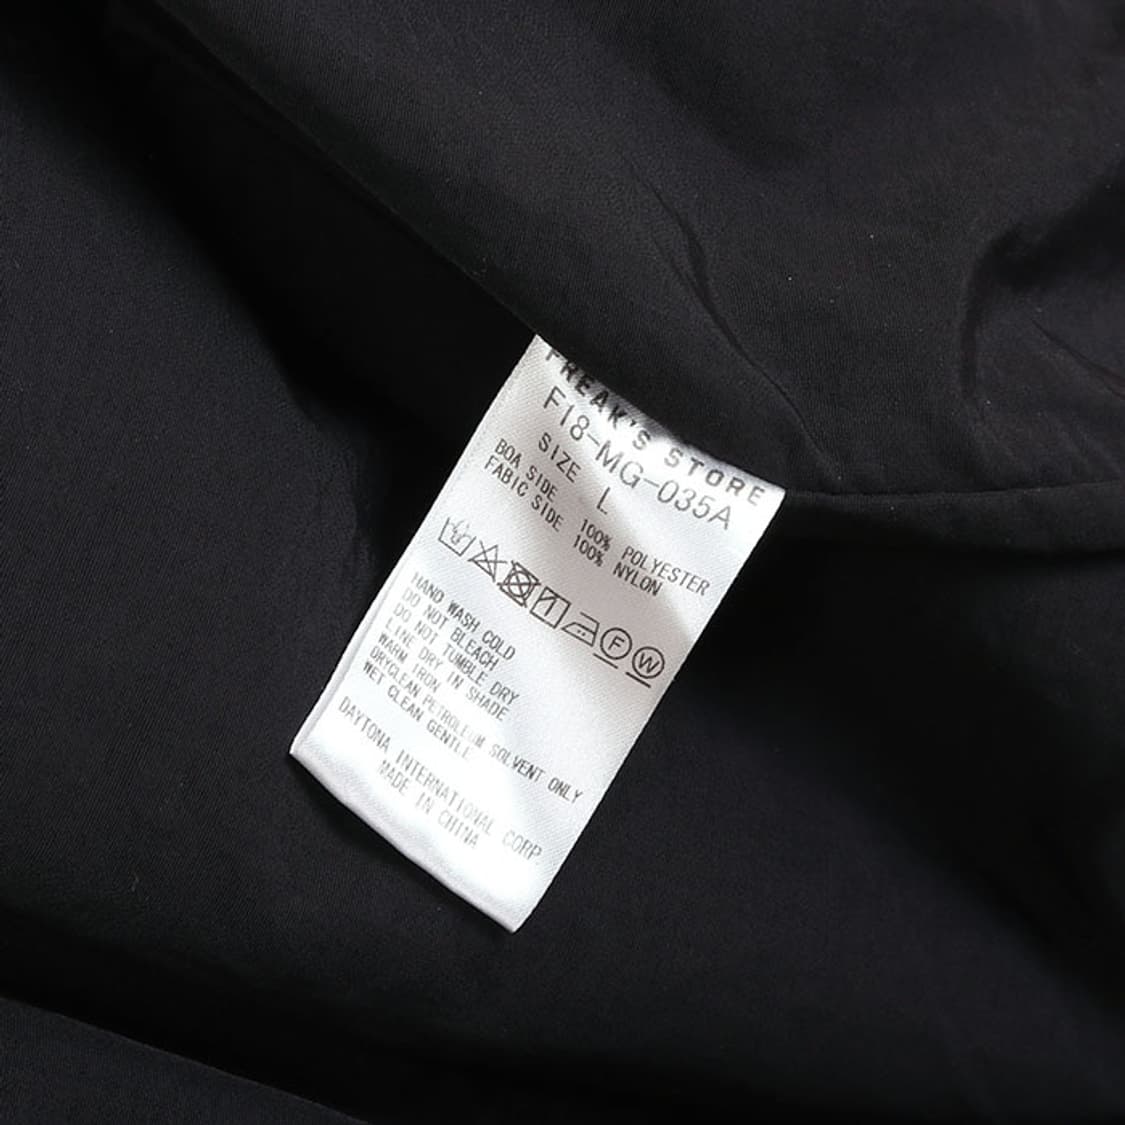 FREAK'S STORE
F18-MG-035A
SIZE L
BOA SIDE 100% POLYESTER
FABIC SIDE 100% NYLON
F W
HAND WASH COLD
DO NOT BLEACH
DO NOT TUMBLE DRY
LINE DRY IN SHADE
WARM IRON
DRYCLEAN PETROLEUM SOLVENT ONLY
WET CLEAN GENTLE
DAYTONA INTERNATIONAL CORP
MADE IN CHINA